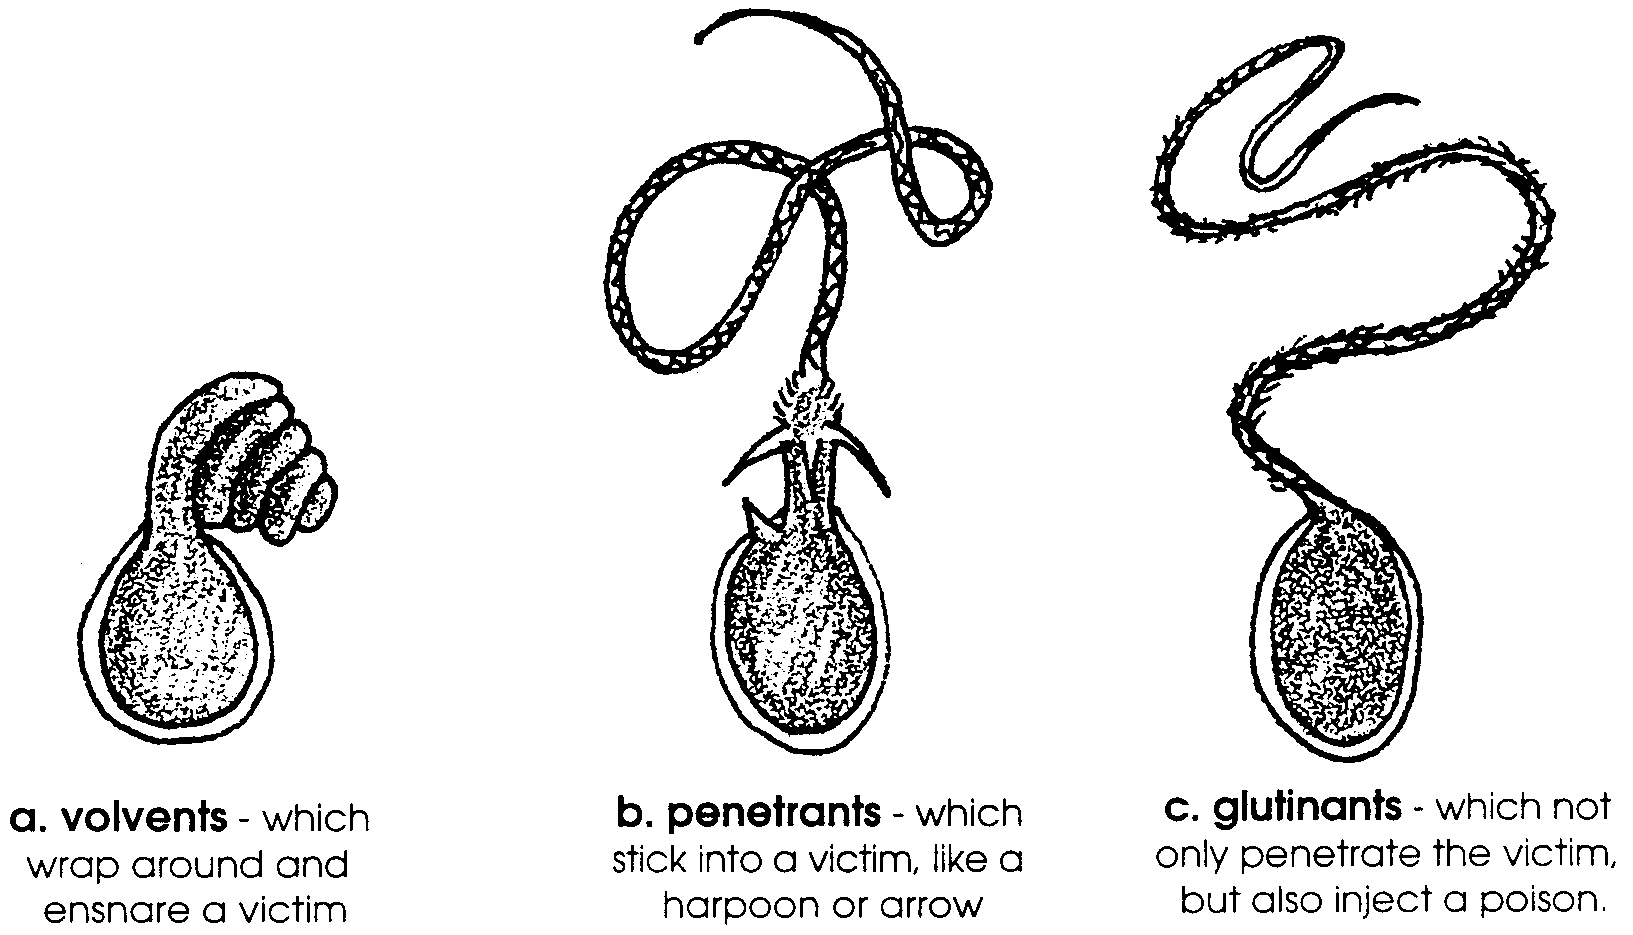 a. volvents - which
wrap around and
ensnare a victim
b. penetrants - which
stick into a victim, like a
harpoon or arrow
c. glutinants - which not
only penetrate the victim,
but also inject a poison.